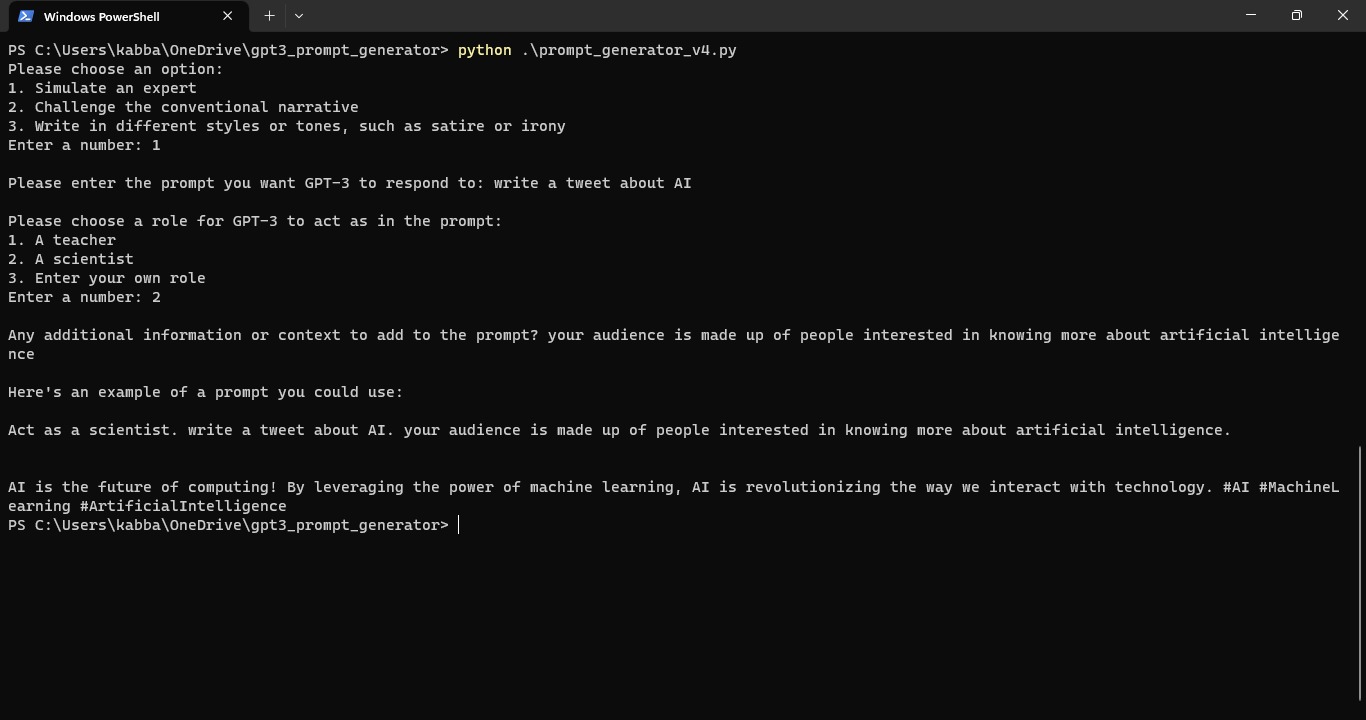 Windows PowerShell
PS C:\Users\kabba\OneDrive\gpt3_prompt_generator> python .\prompt_generator_v4.py
Please choose an option:
1. Simulate an expert
2. Challenge the conventional narrative
3. Write in different styles or tones, such as satire or irony
Enter a number: 1
Please enter the prompt you want GPT-3 to respond to: write a tweet about AI
Please choose a role for GPT-3 to act as in the prompt:
1. A teacher
2. A scientist
3. Enter your own role
Enter a number: 2
Any additional information or context to add to the prompt? your audience is made up of people interested in knowing more about artificial intellige
nce
Here's an example of a prompt you could use:
Act as a scientist. write a tweet about AI. your audience is made up of people interested in knowing more about artificial intelligence.
AI is the future of computing! By leveraging the power of machine learning, AI is revolutionizing the way we interact with technology. #AI #MachineL
earning #ArtificialIntelligence
PS C:\Users\kabba\OneDrive\gpt3_prompt_generator>